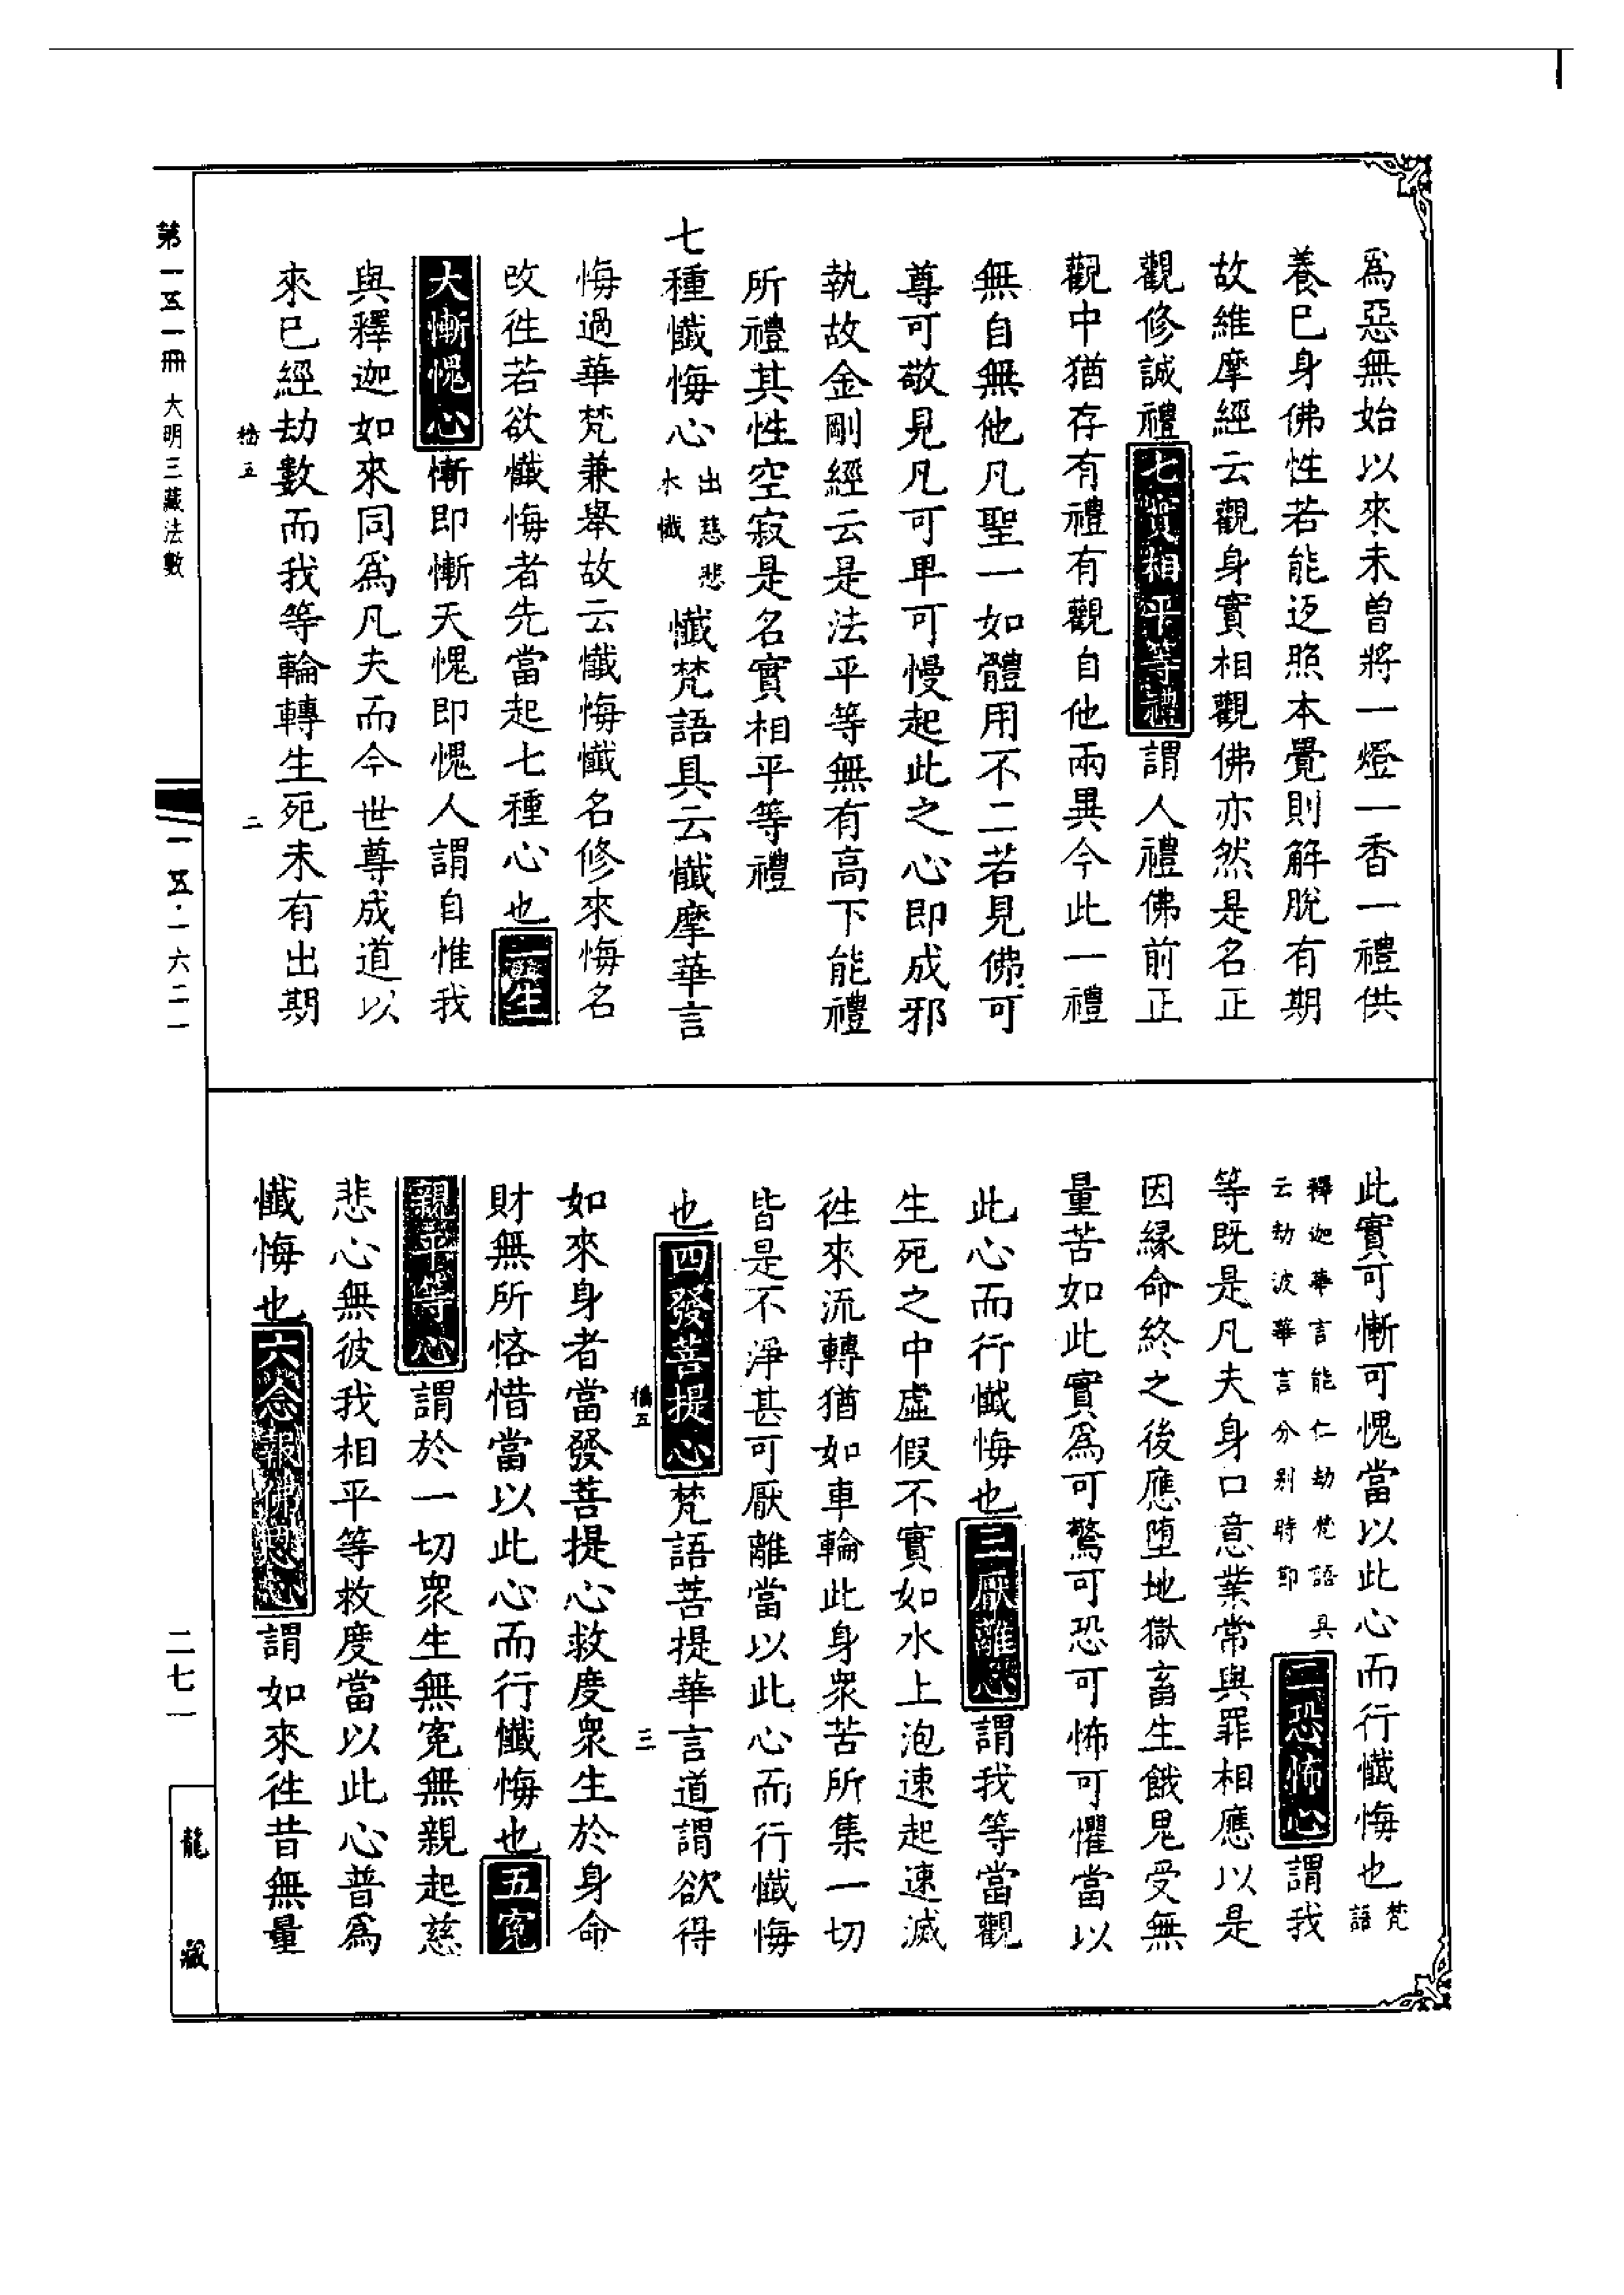 為惡無始以來未曽將一燈一香一禮供
養已身佛性若能返照本覺則解脫有期
故維摩經云觀身實相觀佛亦然是名正
觀修誠禮七實相平等禮謂人禮佛前正
觀中猶存有禮有觀自他兩異今此一禮
無自無他凡聖一如體用不二若見佛可
尊可敬見凡可卑可慢起此之心即成邪
執故金剛經云是法平等無有高下能禮
所禮其性空寂是名實相平等禮
七種懺悔心出慈悲水懺懺梵語具云懺摩華言
悔過華梵兼舉故云懺悔懺名修來悔名
改徃若欲懺悔者先當起七種心也一生
大慚愧心慚即慚天愧即愧人謂自惟我
與釋迦如來同爲凡夫而今世尊成道以
來已經劫數而我等輪轉生死未有出期
此實可慚可愧當以此心而行懺悔也梵語
釋迦華言能仁劫梵語具
云劫波華言分别時節
二恐怖心謂我
等既是凡夫身口意業常與罪相應以是
因緣命終之後應堕地獄畜生餓鬼受無
量苦如此實爲可驚可恐可怖可懼當以
此心而行懺悔也三厭離心謂我等當觀
生死之中虛假不實如水上泡速起速滅
徃來流轉猶如車輪此身衆苦所集一切
皆是不淨甚可厭離當以此心而行懺悔
也四發菩提心梵語菩提華言道謂欲得
如來身者當發菩提心救度衆生於身命
財無所悋惜當以此心而行懺悔也五寃
親平等心謂於一切衆生無寃無親起慈
悲心無彼我相平等救度當以此心普爲
懺悔也六念報佛恩心謂如來徃昔無量
第一五一冊 大明三藏法數
一五·一六二一
二七一
龍藏
二
三